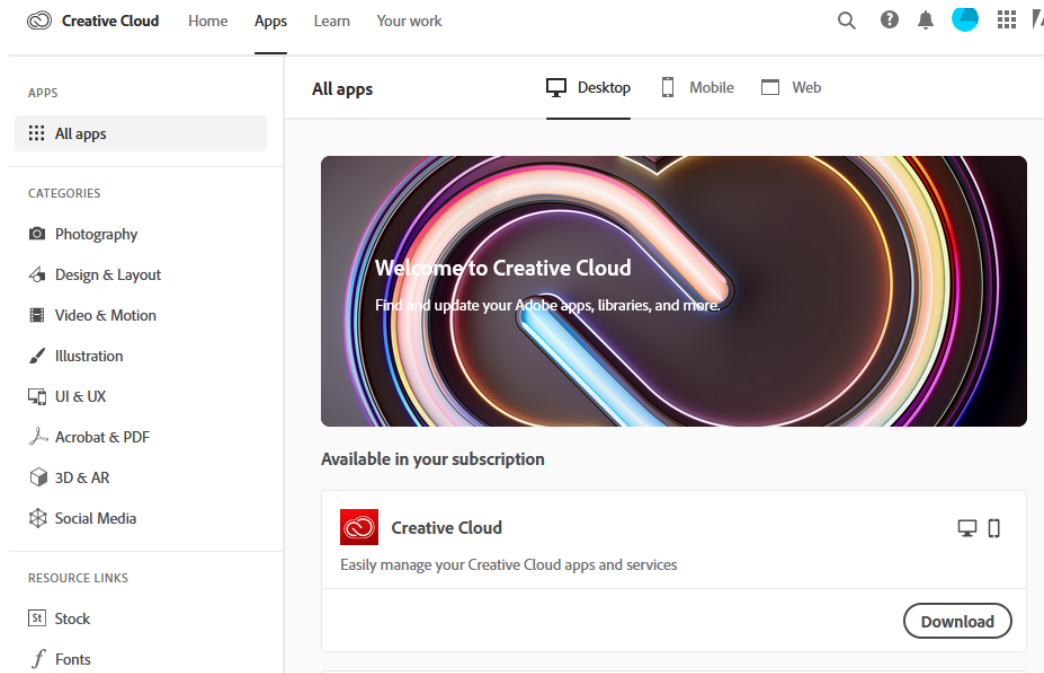 Creative Cloud Home Apps Learn Your work
APPS
All apps
CATEGORIES
Photography
Design & Layout
Video & Motion
Illustration
UI & UX
Acrobat & PDF
3D & AR
Social Media
RESOURCE LINKS
St Stock
Fonts
All apps Desktop Mobile Web
Welcome to Creative Cloud
Find and update your Adobe apps, libraries, and more.
Available in your subscription
Creative Cloud
Easily manage your Creative Cloud apps and services
Download